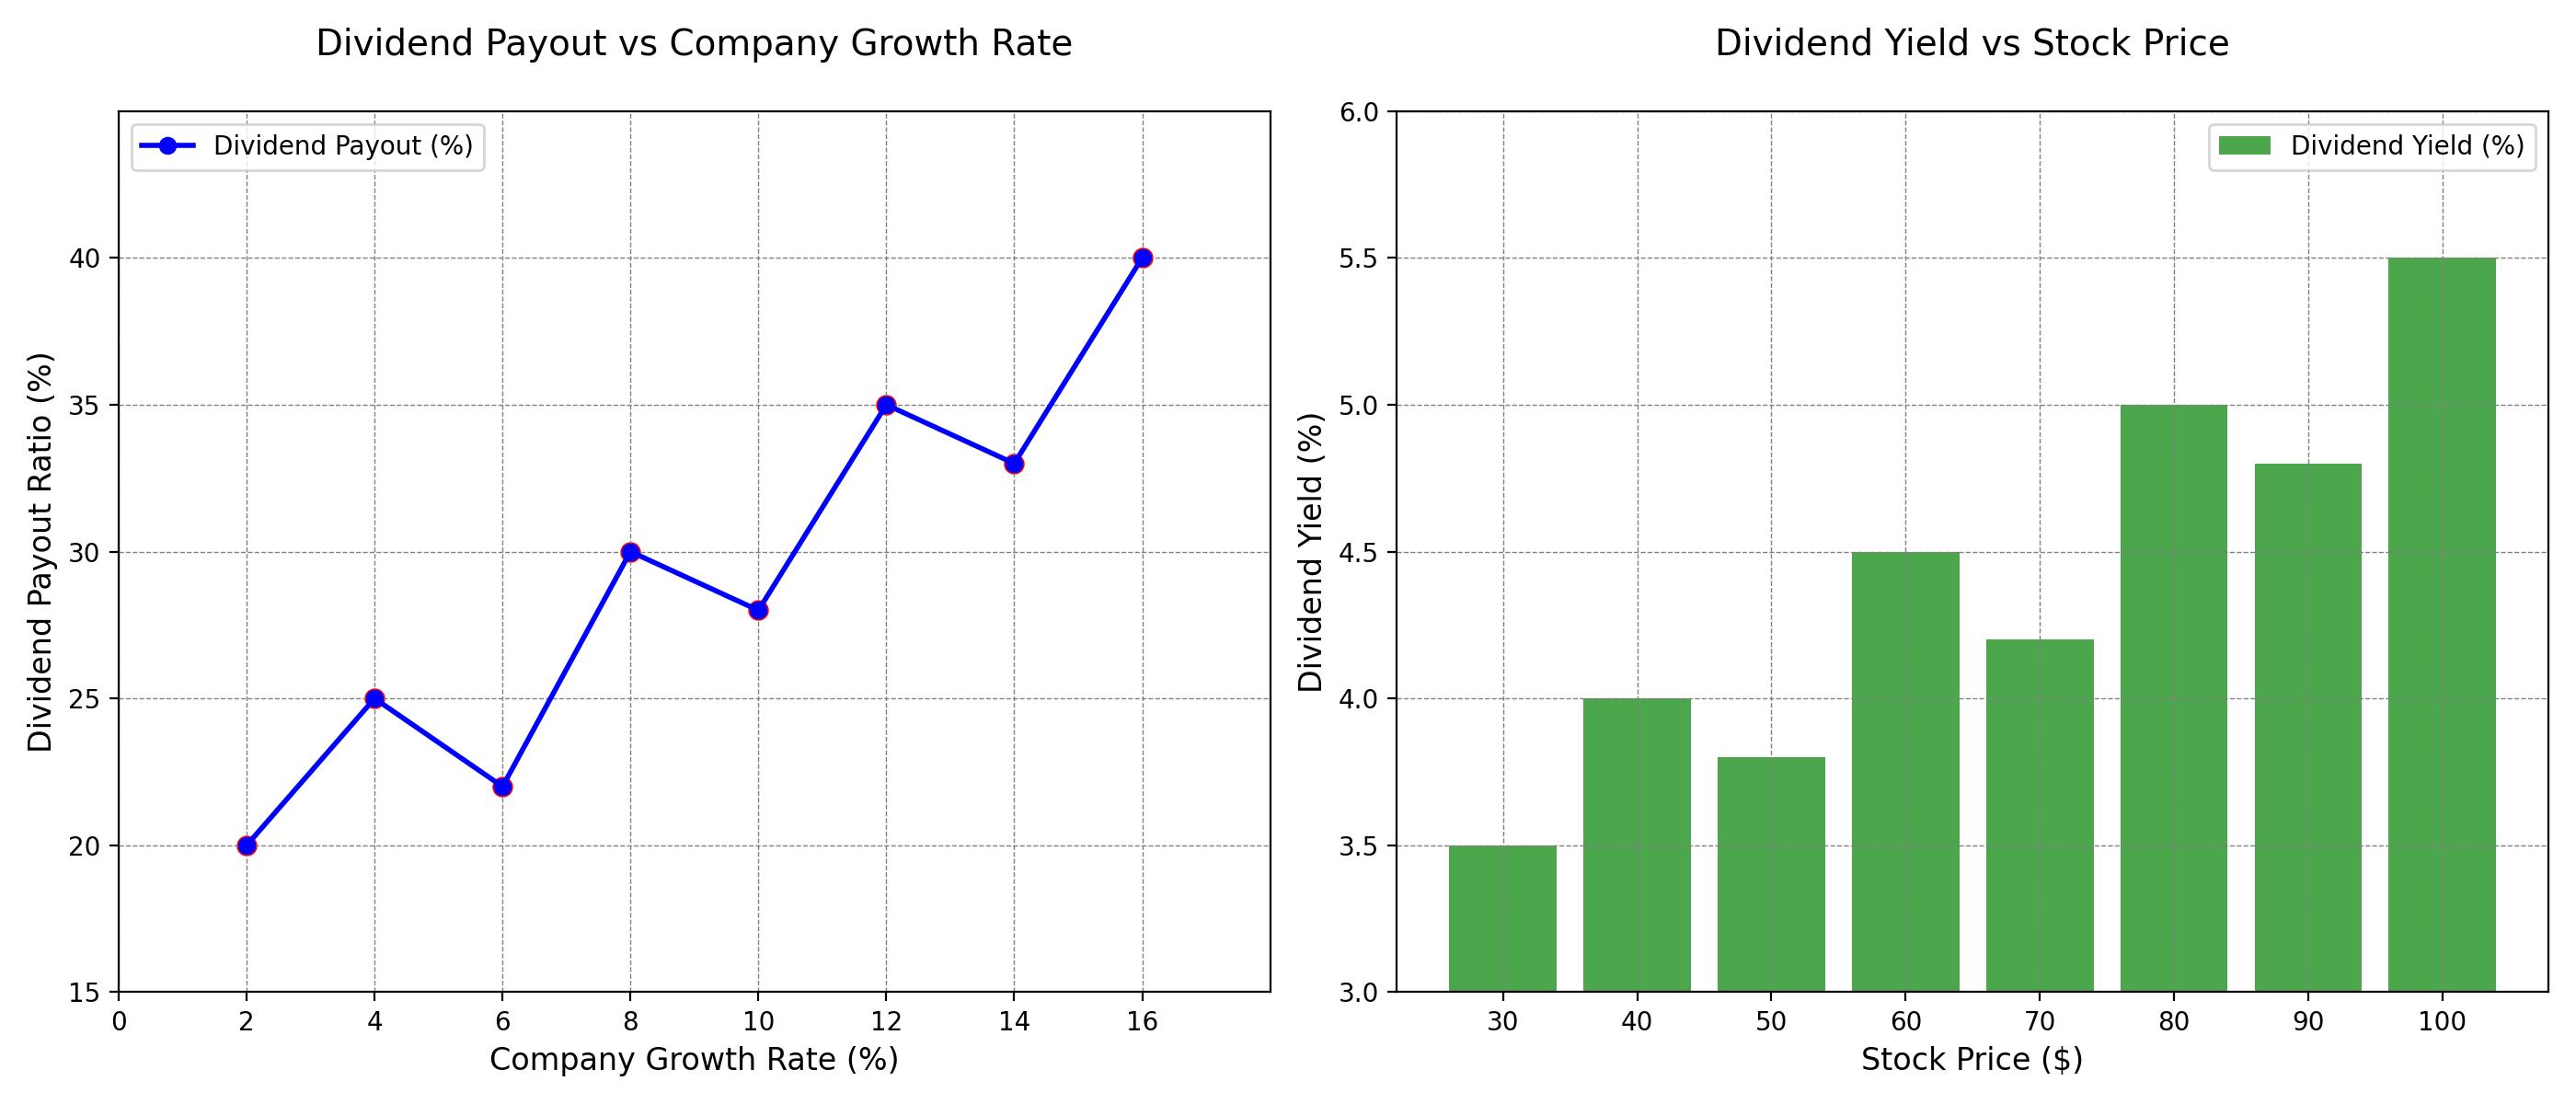 Dividend Payout vs Company Growth Rate
Dividend Payout (%)
Dividend Payout Ratio (%)
40
35
30
25
20
15
0 2 4 6 8 10 12 14 16
Company Growth Rate (%)
Dividend Yield vs Stock Price
Dividend Yield (%)
Dividend Yield (%)
6.0
5.5
5.0
4.5
4.0
3.5
3.0
30 40 50 60 70 80 90 100
Stock Price ($)